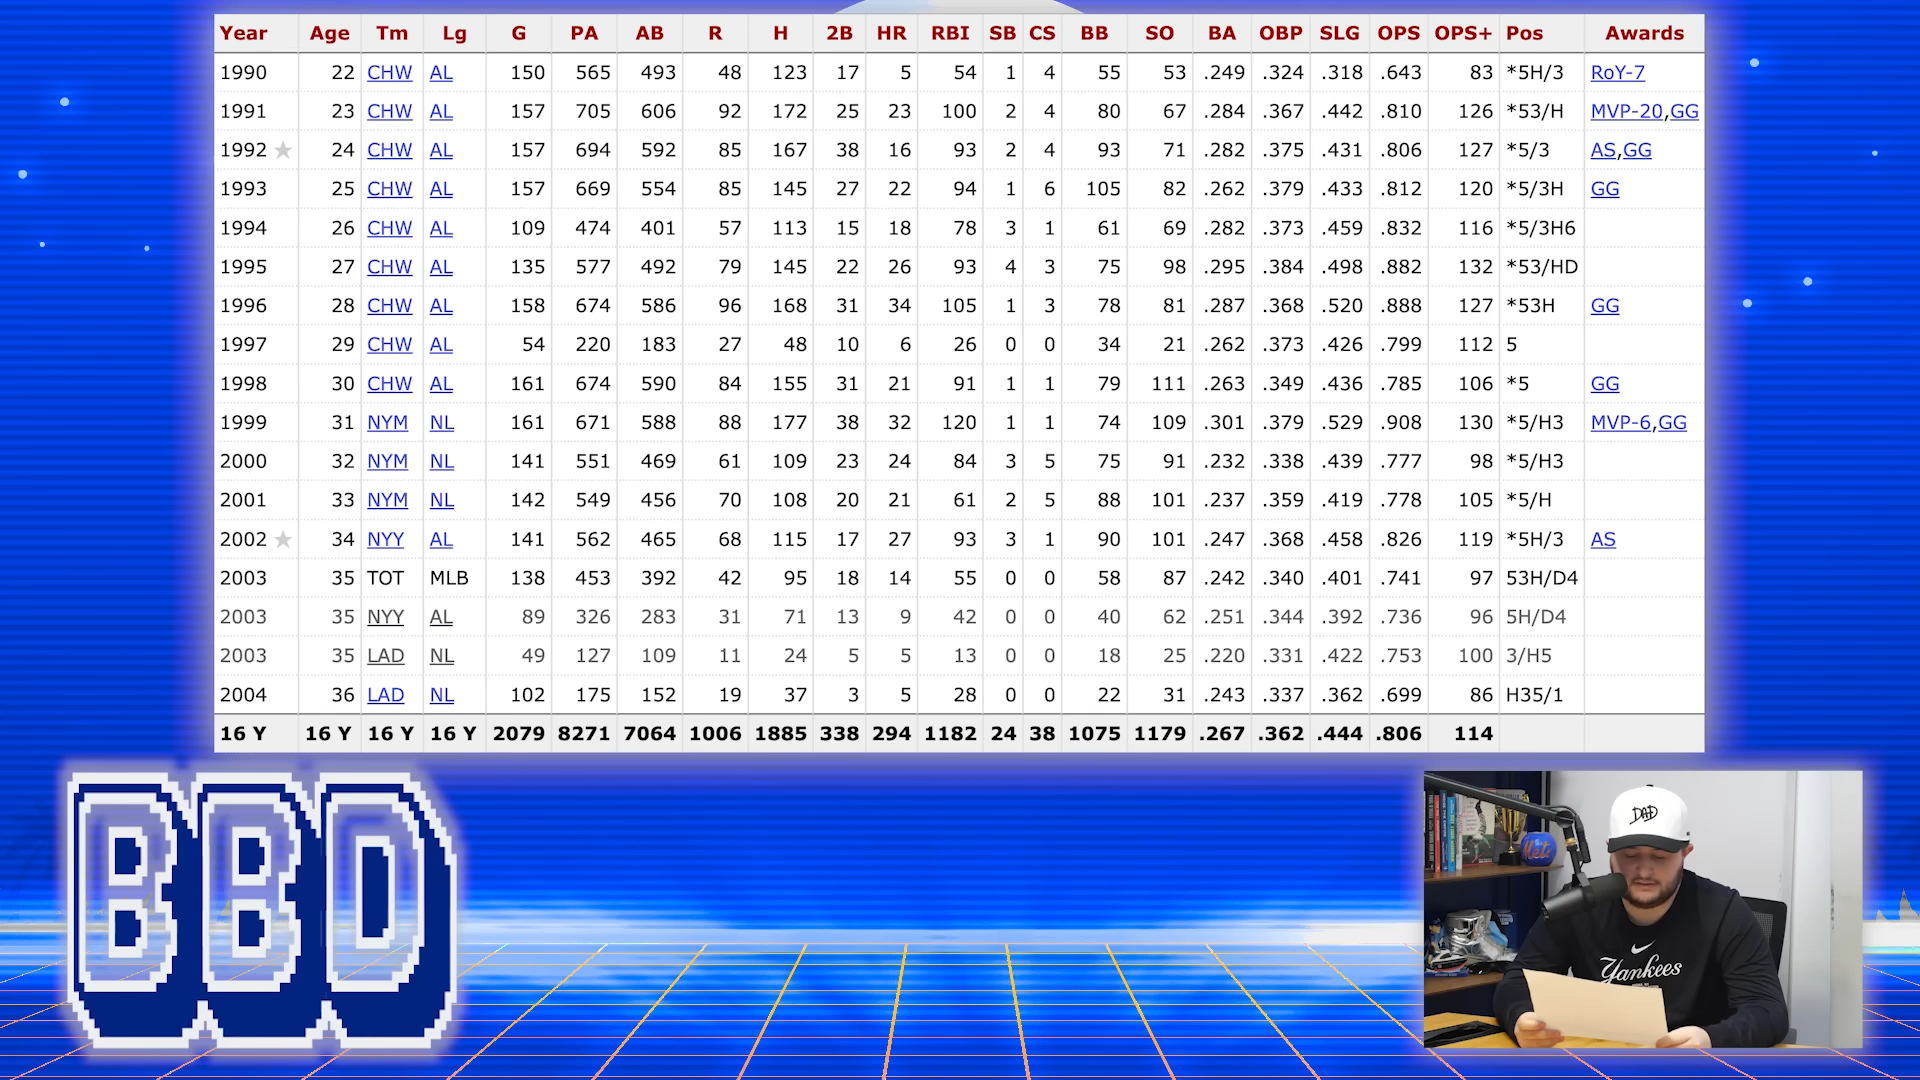 Year Age Tm Lg G PA AB R H 2B HR RBI SB CS BB SO BA OBP SLG OPS OPS+ Pos Awards
1990 22 CHW AL 150 565 493 48 123 17 5 54 1 4 55 53 .249 .324 .318 .643 83 *5H/3 RoY-7
1991 23 CHW AL 157 705 606 92 172 25 23 100 2 4 80 67 .284 .367 .442 .810 126 *53/H MVP-20,GG
1992 24 CHW AL 157 694 592 85 167 38 16 93 2 4 93 71 .282 .375 .431 .806 127 *5/3 AS,GG
1993 25 CHW AL 157 669 554 85 145 27 22 94 1 6 105 82 .262 .379 .433 .812 120 *5/3H GG
1994 26 CHW AL 109 474 401 57 113 15 18 78 3 1 61 69 .282 .373 .459 .832 116 *5/3H6
1995 27 CHW AL 135 577 492 79 145 22 26 93 4 3 75 98 .295 .384 .498 .882 132 *53/HD
1996 28 CHW AL 158 674 586 96 168 31 34 105 1 3 78 81 .287 .368 .520 .888 127 *53H GG
1997 29 CHW AL 54 220 183 27 48 10 6 26 0 0 34 21 .262 .373 .426 .799 112 5
1998 30 CHW AL 161 674 590 84 155 31 21 91 1 1 79 111 .263 .349 .436 .785 106 *5 GG
1999 31 NYM NL 161 671 588 88 177 38 32 120 1 1 74 109 .301 .379 .529 .908 130 *5/H3 MVP-6,GG
2000 32 NYM NL 141 551 469 61 109 23 24 84 3 5 75 91 .232 .338 .439 .777 98 *5/H3
2001 33 NYM NL 142 549 456 70 108 20 21 61 2 5 88 101 .237 .359 .419 .778 105 *5/H
2002 34 NYY AL 141 562 465 68 115 17 27 93 3 1 90 101 .247 .368 .458 .826 119 *5H/3 AS
2003 35 TOT MLB 138 453 392 42 95 18 14 55 0 0 58 87 .242 .340 .401 .741 97 53H/D4
2003 35 NYY AL 89 326 283 31 71 13 9 42 0 0 40 62 .251 .344 .392 .736 96 5H/D4
2003 35 LAD NL 49 127 109 11 24 5 5 13 0 0 18 25 .220 .331 .422 .753 100 3/H5
2004 36 LAD NL 102 175 152 19 37 3 5 28 0 0 22 31 .243 .337 .362 .699 86 H35/1
16 Y 16 Y 16 Y 16 Y 2079 8271 7064 1006 1885 338 294 1182 24 38 1075 1179 .267 .362 .444 .806 114
BBD
DAD
Mets
Yankees